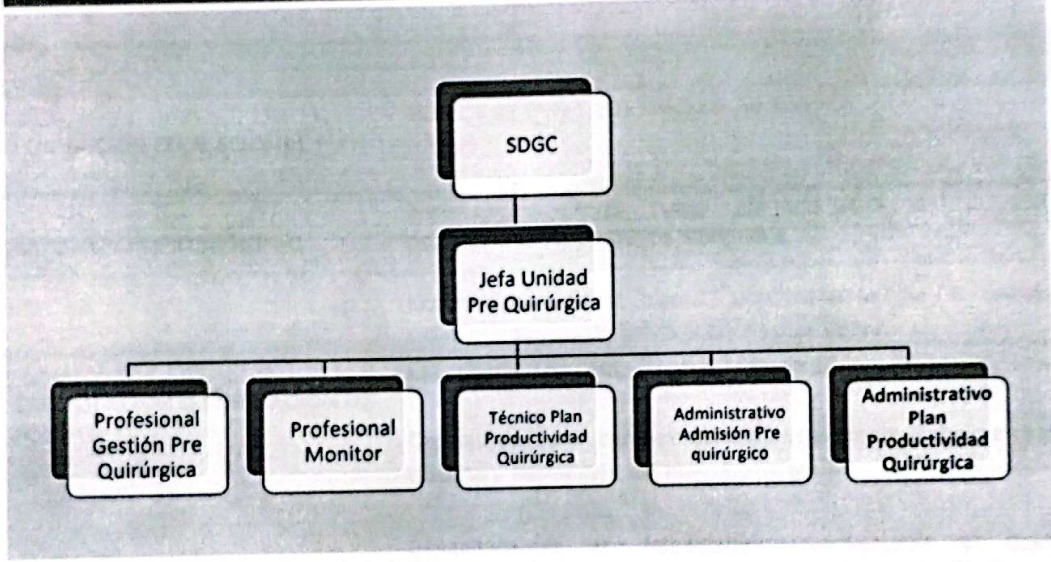 SDGC
Jefa Unidad
Pre Quirúrgica
Profesional
Gestión Pre
Quirúrgica
Profesional
Monitor
Técnico Plan
Productividad
Quirúrgica
Administrativo
Admisión Pre
quirúrgico
Administrativo
Plan
Productividad
Quirúrgica